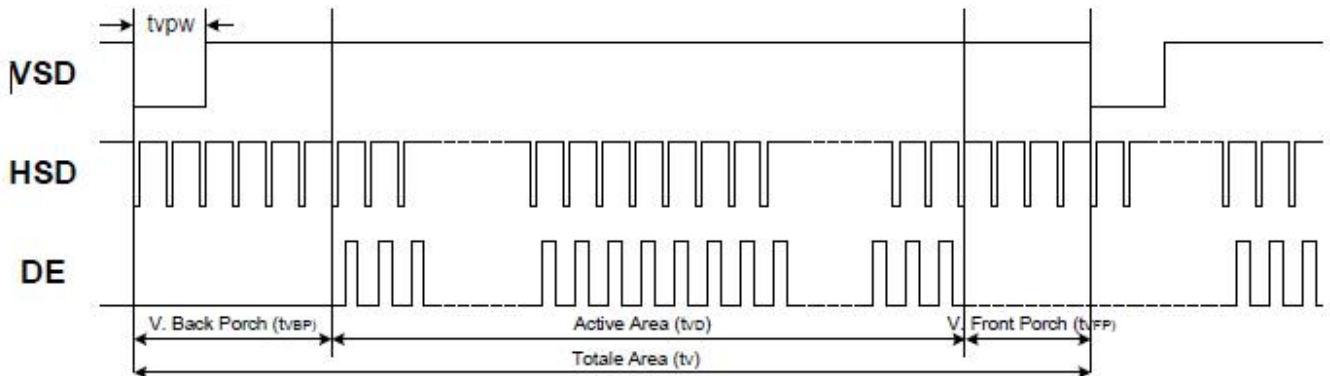 tvpw
VSD
HSD
DE
V. Back Porch (tVBP)
Active Area (tVD)
V. Front Porch (tVFP)
Totale Area (tV)